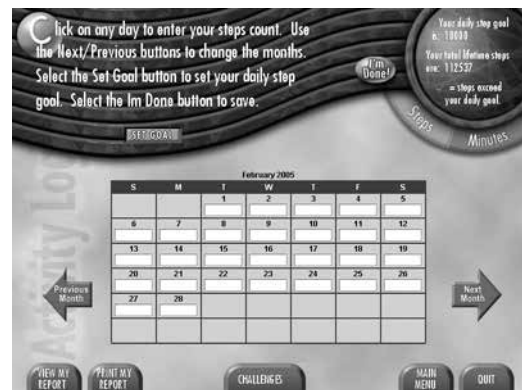 Click on any day to enter your steps count. Use
the Next/Previous buttons to change the months.
Select the Set Goal button to set your daily step
goal. Select the Im Done button to save.
I'm
Done!
Your daily step goal
is: 10000
Your total lifetime steps
are: 112537
= steps exceed
your daily goal.
Steps
Minutes
SET GOAL
Activity Log
February 2005
S M T W T F S
1 2 3 4 5
6 7 8 9 10 11 12
13 14 15 16 17 18 19
20 21 22 23 24 25 26
27 28
Previous
Month
Next
Month
VIEW MY
REPORT
PRINT MY
REPORT
CHALLENGES
MAIN
MENU
QUIT